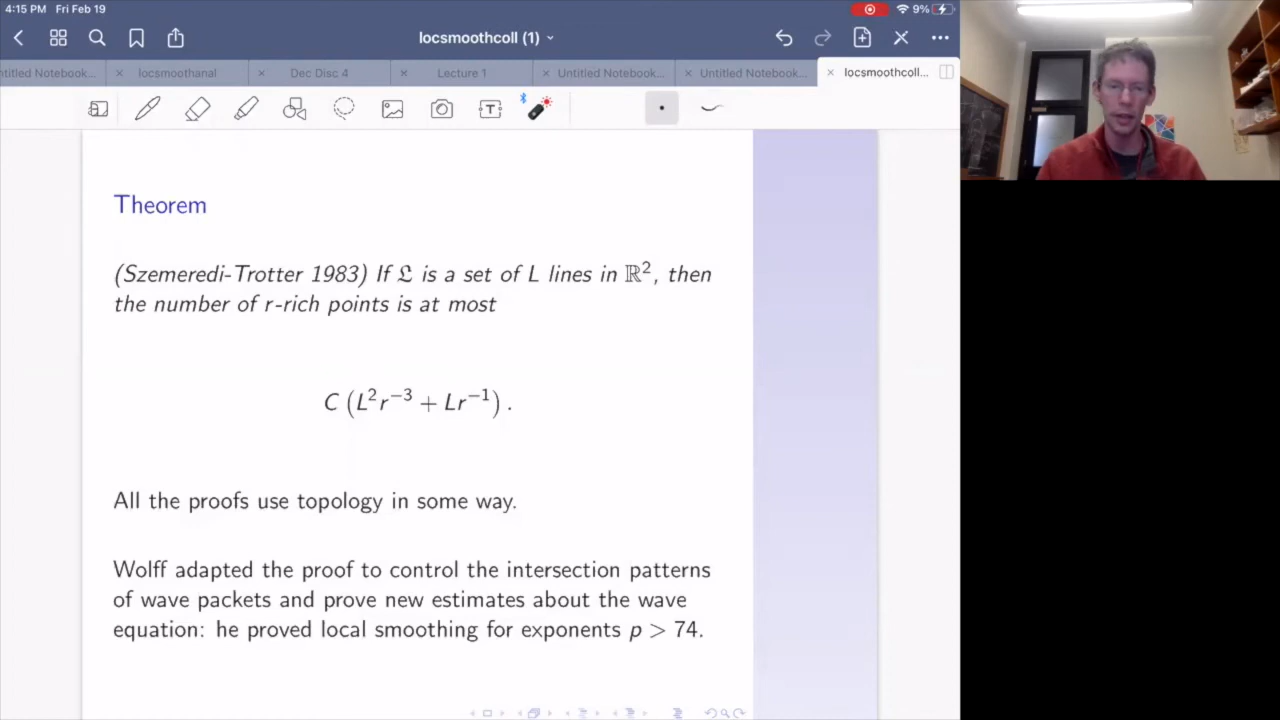 4:15 PM Fri Feb 19
9%
locsmoothcoll (1)
ntitled Notebook...
locsmoothanal
Dec Disc 4
Lecture 1
Untitled Notebook...
Untitled Notebook...
locsmoothcoll...
T
Theorem
(Szemeredi-Trotter 1983) If 𝔏 is a set of L lines in ℝ², then
the number of r-rich points is at most
C (L²r⁻³ + Lr⁻¹) .
All the proofs use topology in some way.
Wolff adapted the proof to control the intersection patterns
of wave packets and prove new estimates about the wave
equation: he proved local smoothing for exponents p > 74.